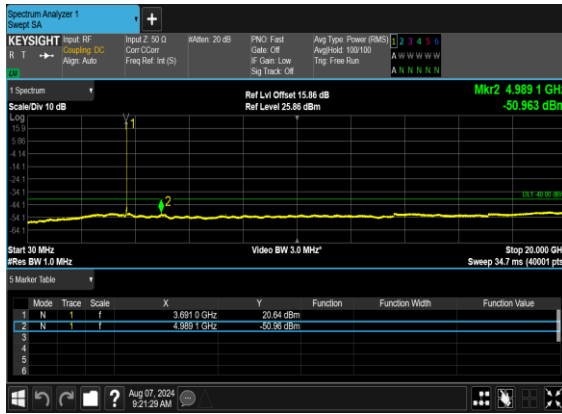 Spectrum Analyzer 1
Swept SA
KEYSIGHT Input: RF Input Z: 50 Ω #Atten: 20 dB PNO: Fast Avg Type: Power (RMS) 1 2 3 4 5 6
R T Coupling: DC Corr CCorr Gate: Off Avg|Hold: 100/100 A W W W W W
Align: Auto Freq Ref: Int (S) IF Gain: Low Trig: Free Run
Sig Track: Off A N N N N N
1 Spectrum Ref Lvl Offset 15.86 dB Mkr2 4.989 1 GHz
Scale/Div 10 dB Ref Level 25.86 dBm -50.963 dBm
Log
15.9
5.86
-4.14
-14.1
-24.1
-34.1
-44.1
-54.1
-64.1
1
2
Start 30 MHz Video BW 3.0 MHz* Stop 20.000 GHz
#Res BW 1.0 MHz Sweep 34.7 ms (40001 pts)
5 Marker Table
Mode Trace Scale X Y Function Function Width Function Value
1 N 1 f 3.691 0 GHz 20.64 dBm
2 N 1 f 4.989 1 GHz -50.96 dBm
3
4
5
6
? Aug 07, 2024
9:21:29 AM